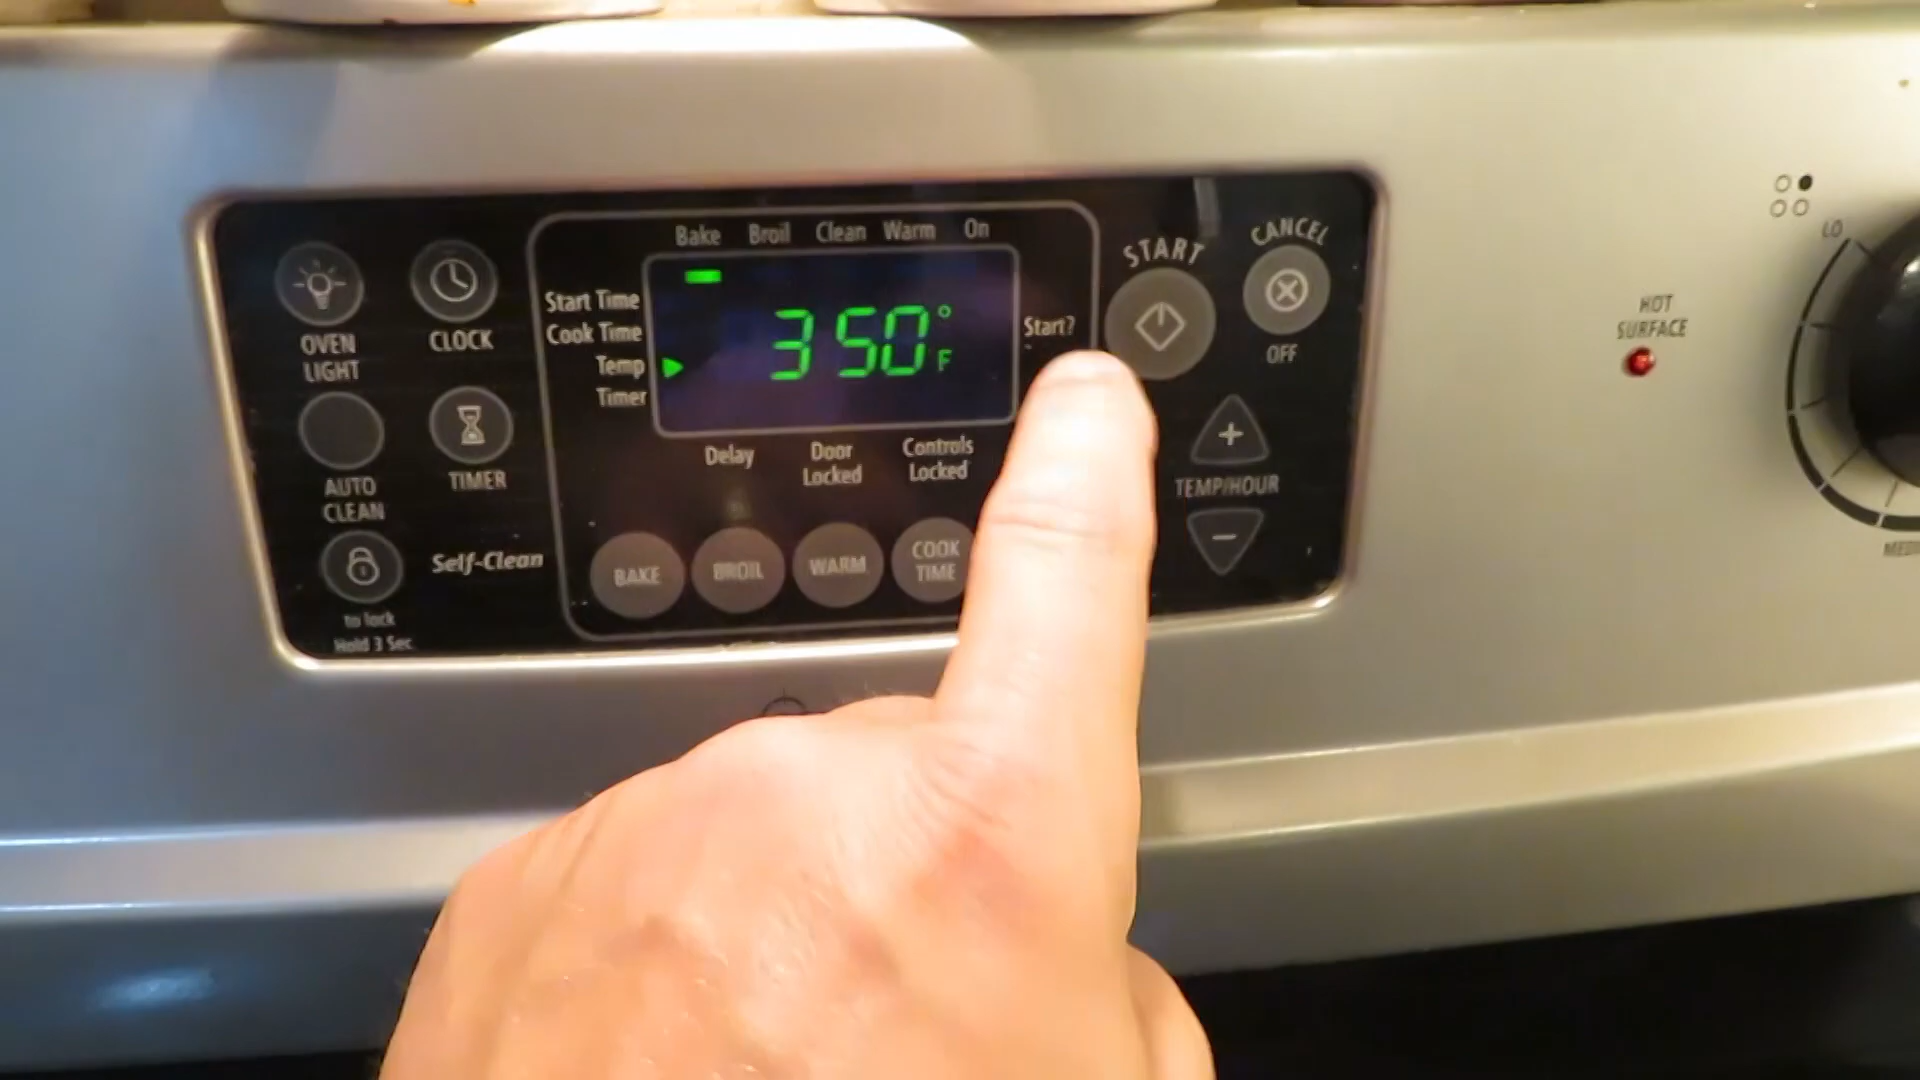 Bake Broil Clean Warm On
START
CANCEL
OVEN
LIGHT
CLOCK
Start Time
Cook Time
Temp
Timer
350°F
Start?
OFF
AUTO
CLEAN
TIMER
Delay
Door
Locked
Controls
Locked
TEMP/HOUR
Self-Clean
BAKE
BROIL
WARM
COOK
TIME
to lock
Hold 3 Sec
HOT
SURFACE
LO